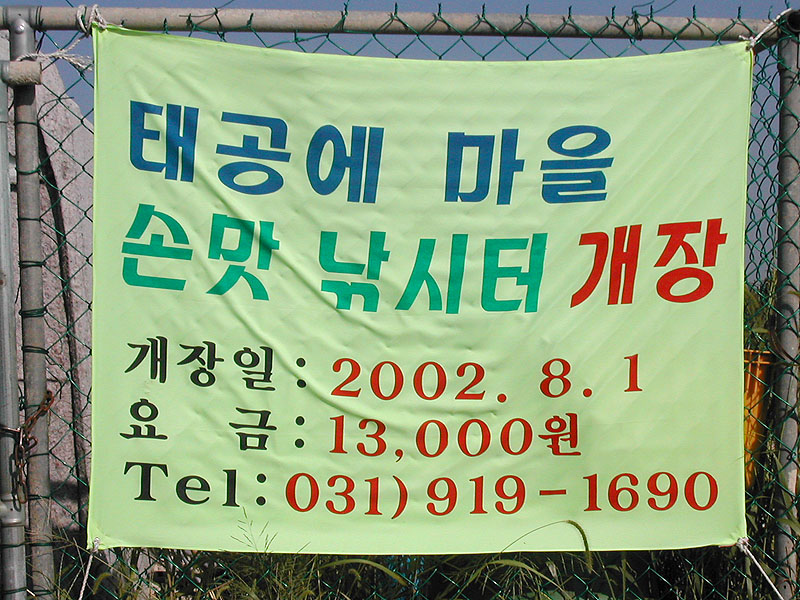 태공에 마을
손맛 낚시터 개장
개장일: 2002. 8. 1
요 금: 13,000원
Tel: 031) 919-1690